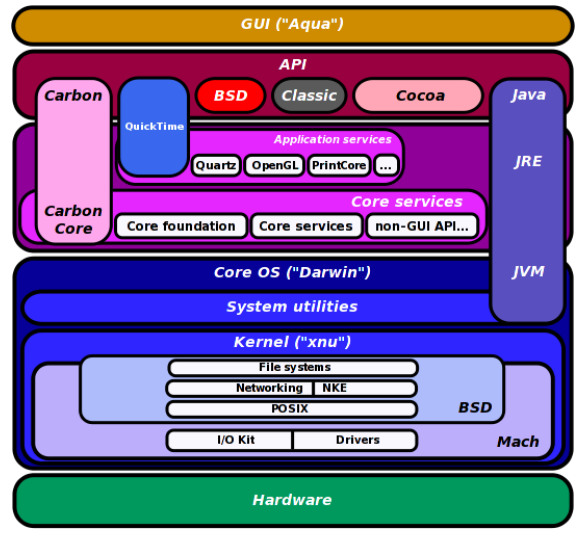 GUI ("Aqua")
API
Carbon
QuickTime
BSD
Classic
Cocoa
Java
Application services
Quartz
OpenGL
PrintCore
...
JRE
Core services
Carbon
Core
Core foundation
Core services
non-GUI API...
Core OS ("Darwin")
JVM
System utilities
Kernel ("xnu")
File systems
Networking
NKE
POSIX
BSD
I/O Kit
Drivers
Mach
Hardware